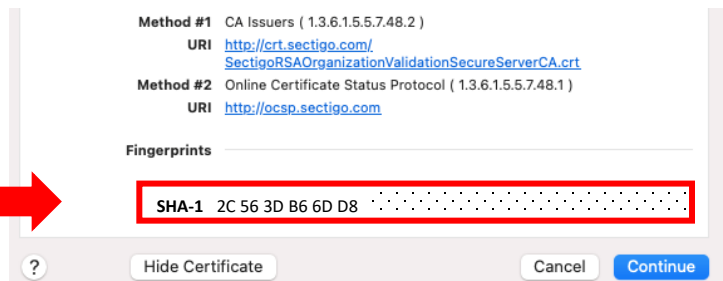 Method #1 CA Issuers ( 1.3.6.1.5.5.7.48.2 )
URI http://crt.sectigo.com/
SectigoRSAOrganizationValidationSecureServerCA.crt
Method #2 Online Certificate Status Protocol ( 1.3.6.1.5.5.7.48.1 )
URI http://ocsp.sectigo.com
Fingerprints
SHA-1 2C 56 3D B6 6D D8
? Hide Certificate Cancel Continue